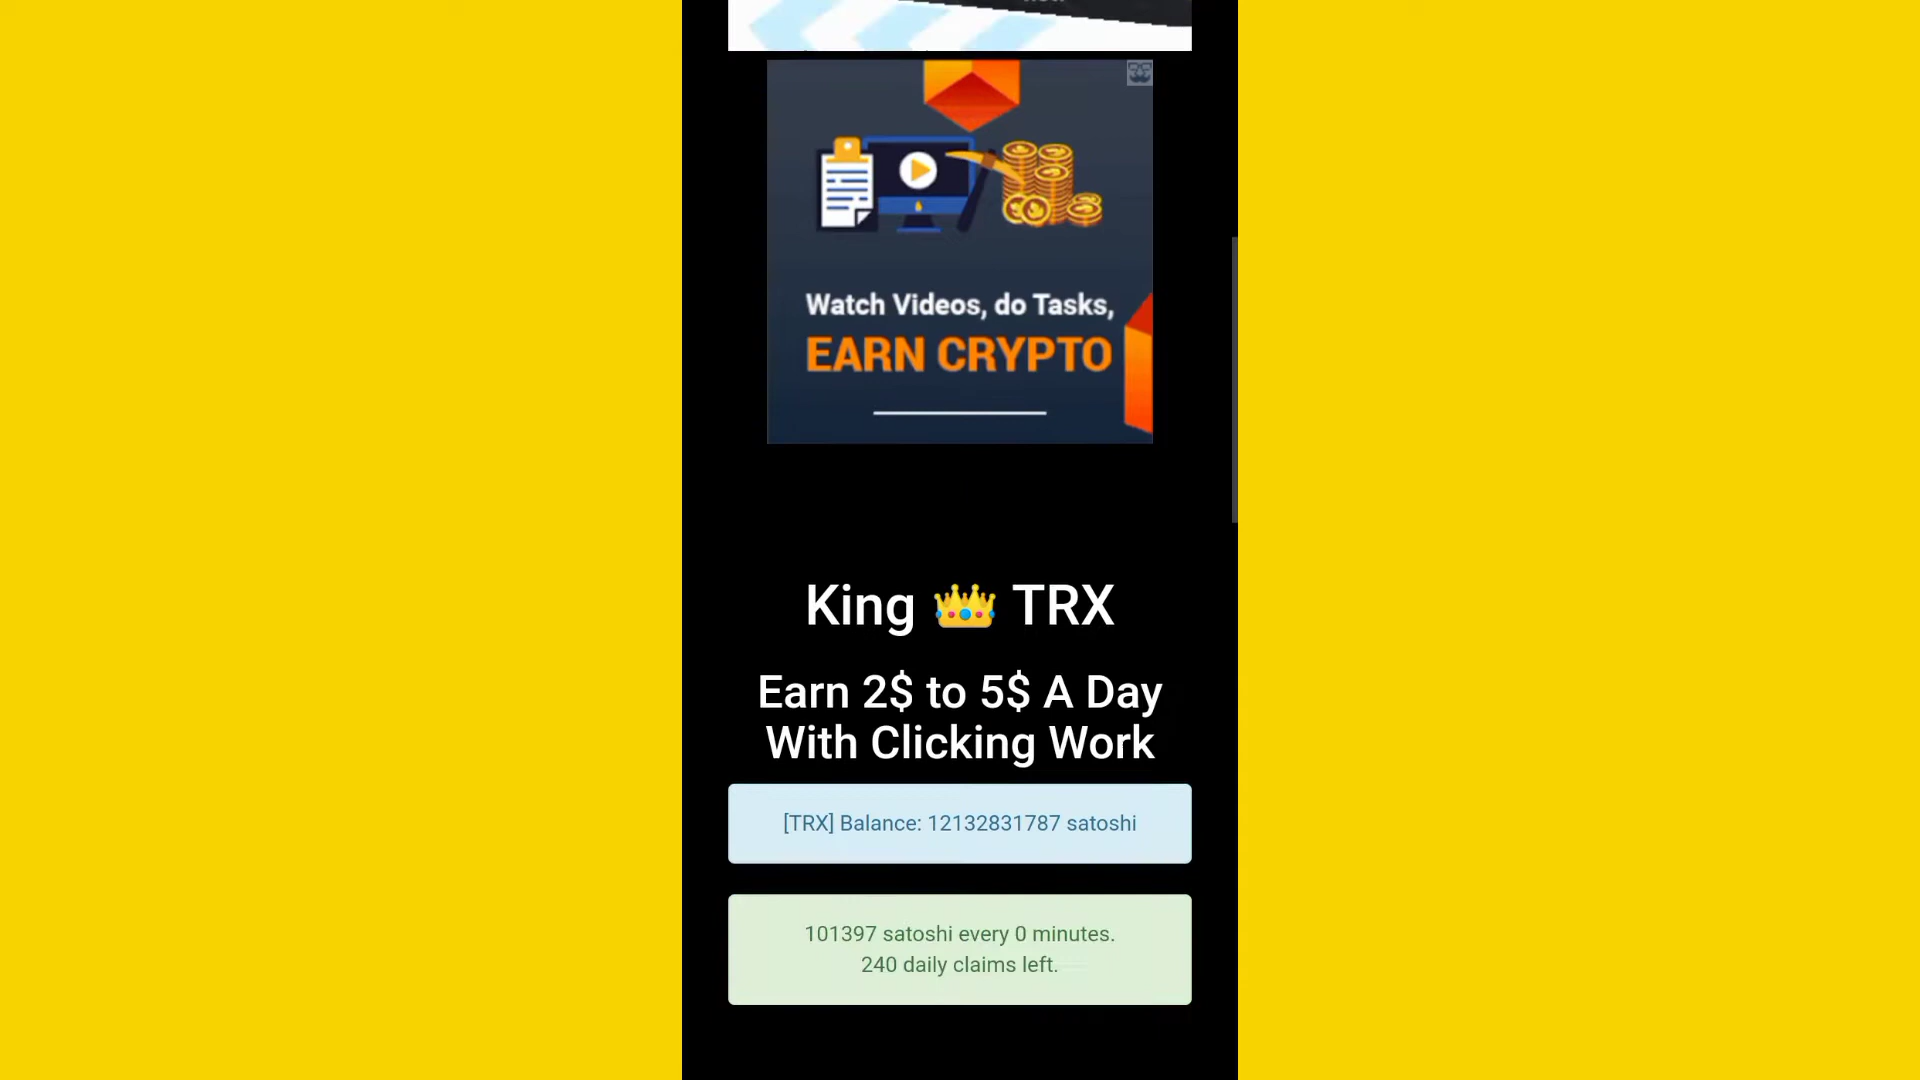 Watch Videos, do Tasks,
EARN CRYPTO
King 👑 TRX
Earn 2$ to 5$ A Day
With Clicking Work
[TRX] Balance: 12132831787 satoshi
101397 satoshi every 0 minutes.
240 daily claims left.